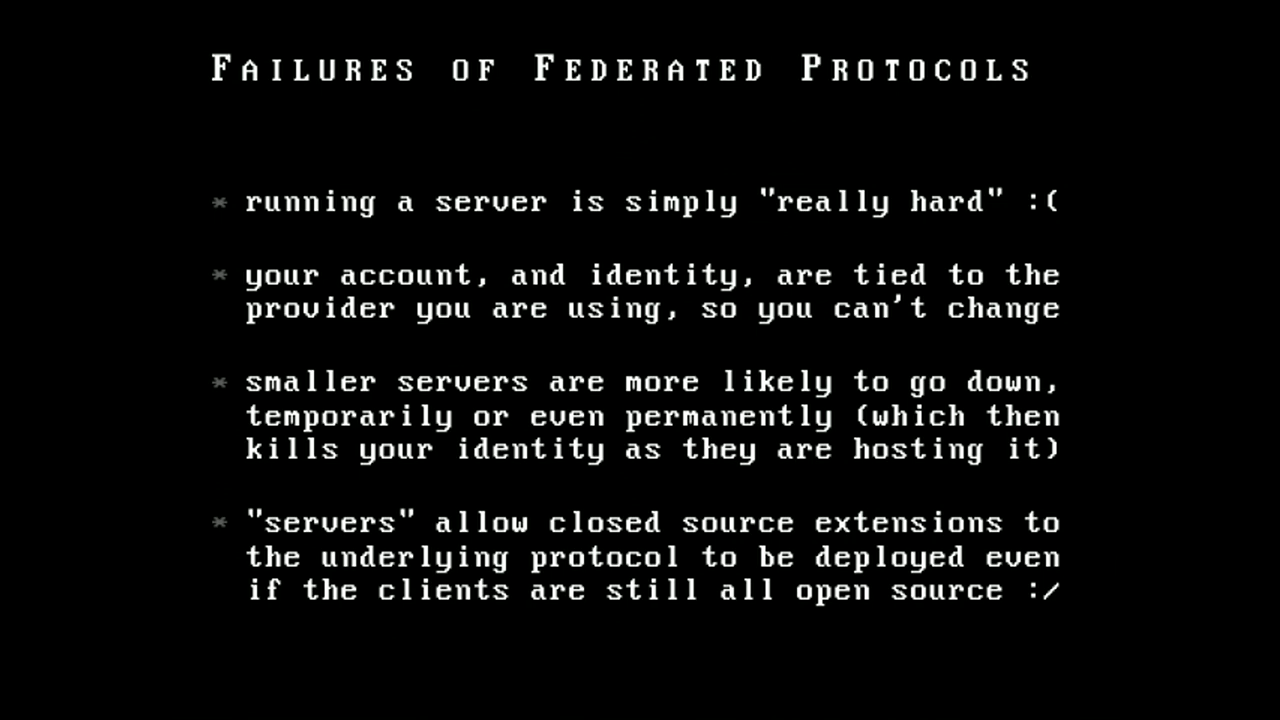 Failures of Federated Protocols
* running a server is simply "really hard" :(
* your account, and identity, are tied to the
provider you are using, so you can't change
* smaller servers are more likely to go down,
temporarily or even permanently (which then
kills your identity as they are hosting it)
* "servers" allow closed source extensions to
the underlying protocol to be deployed even
if the clients are still all open source :/